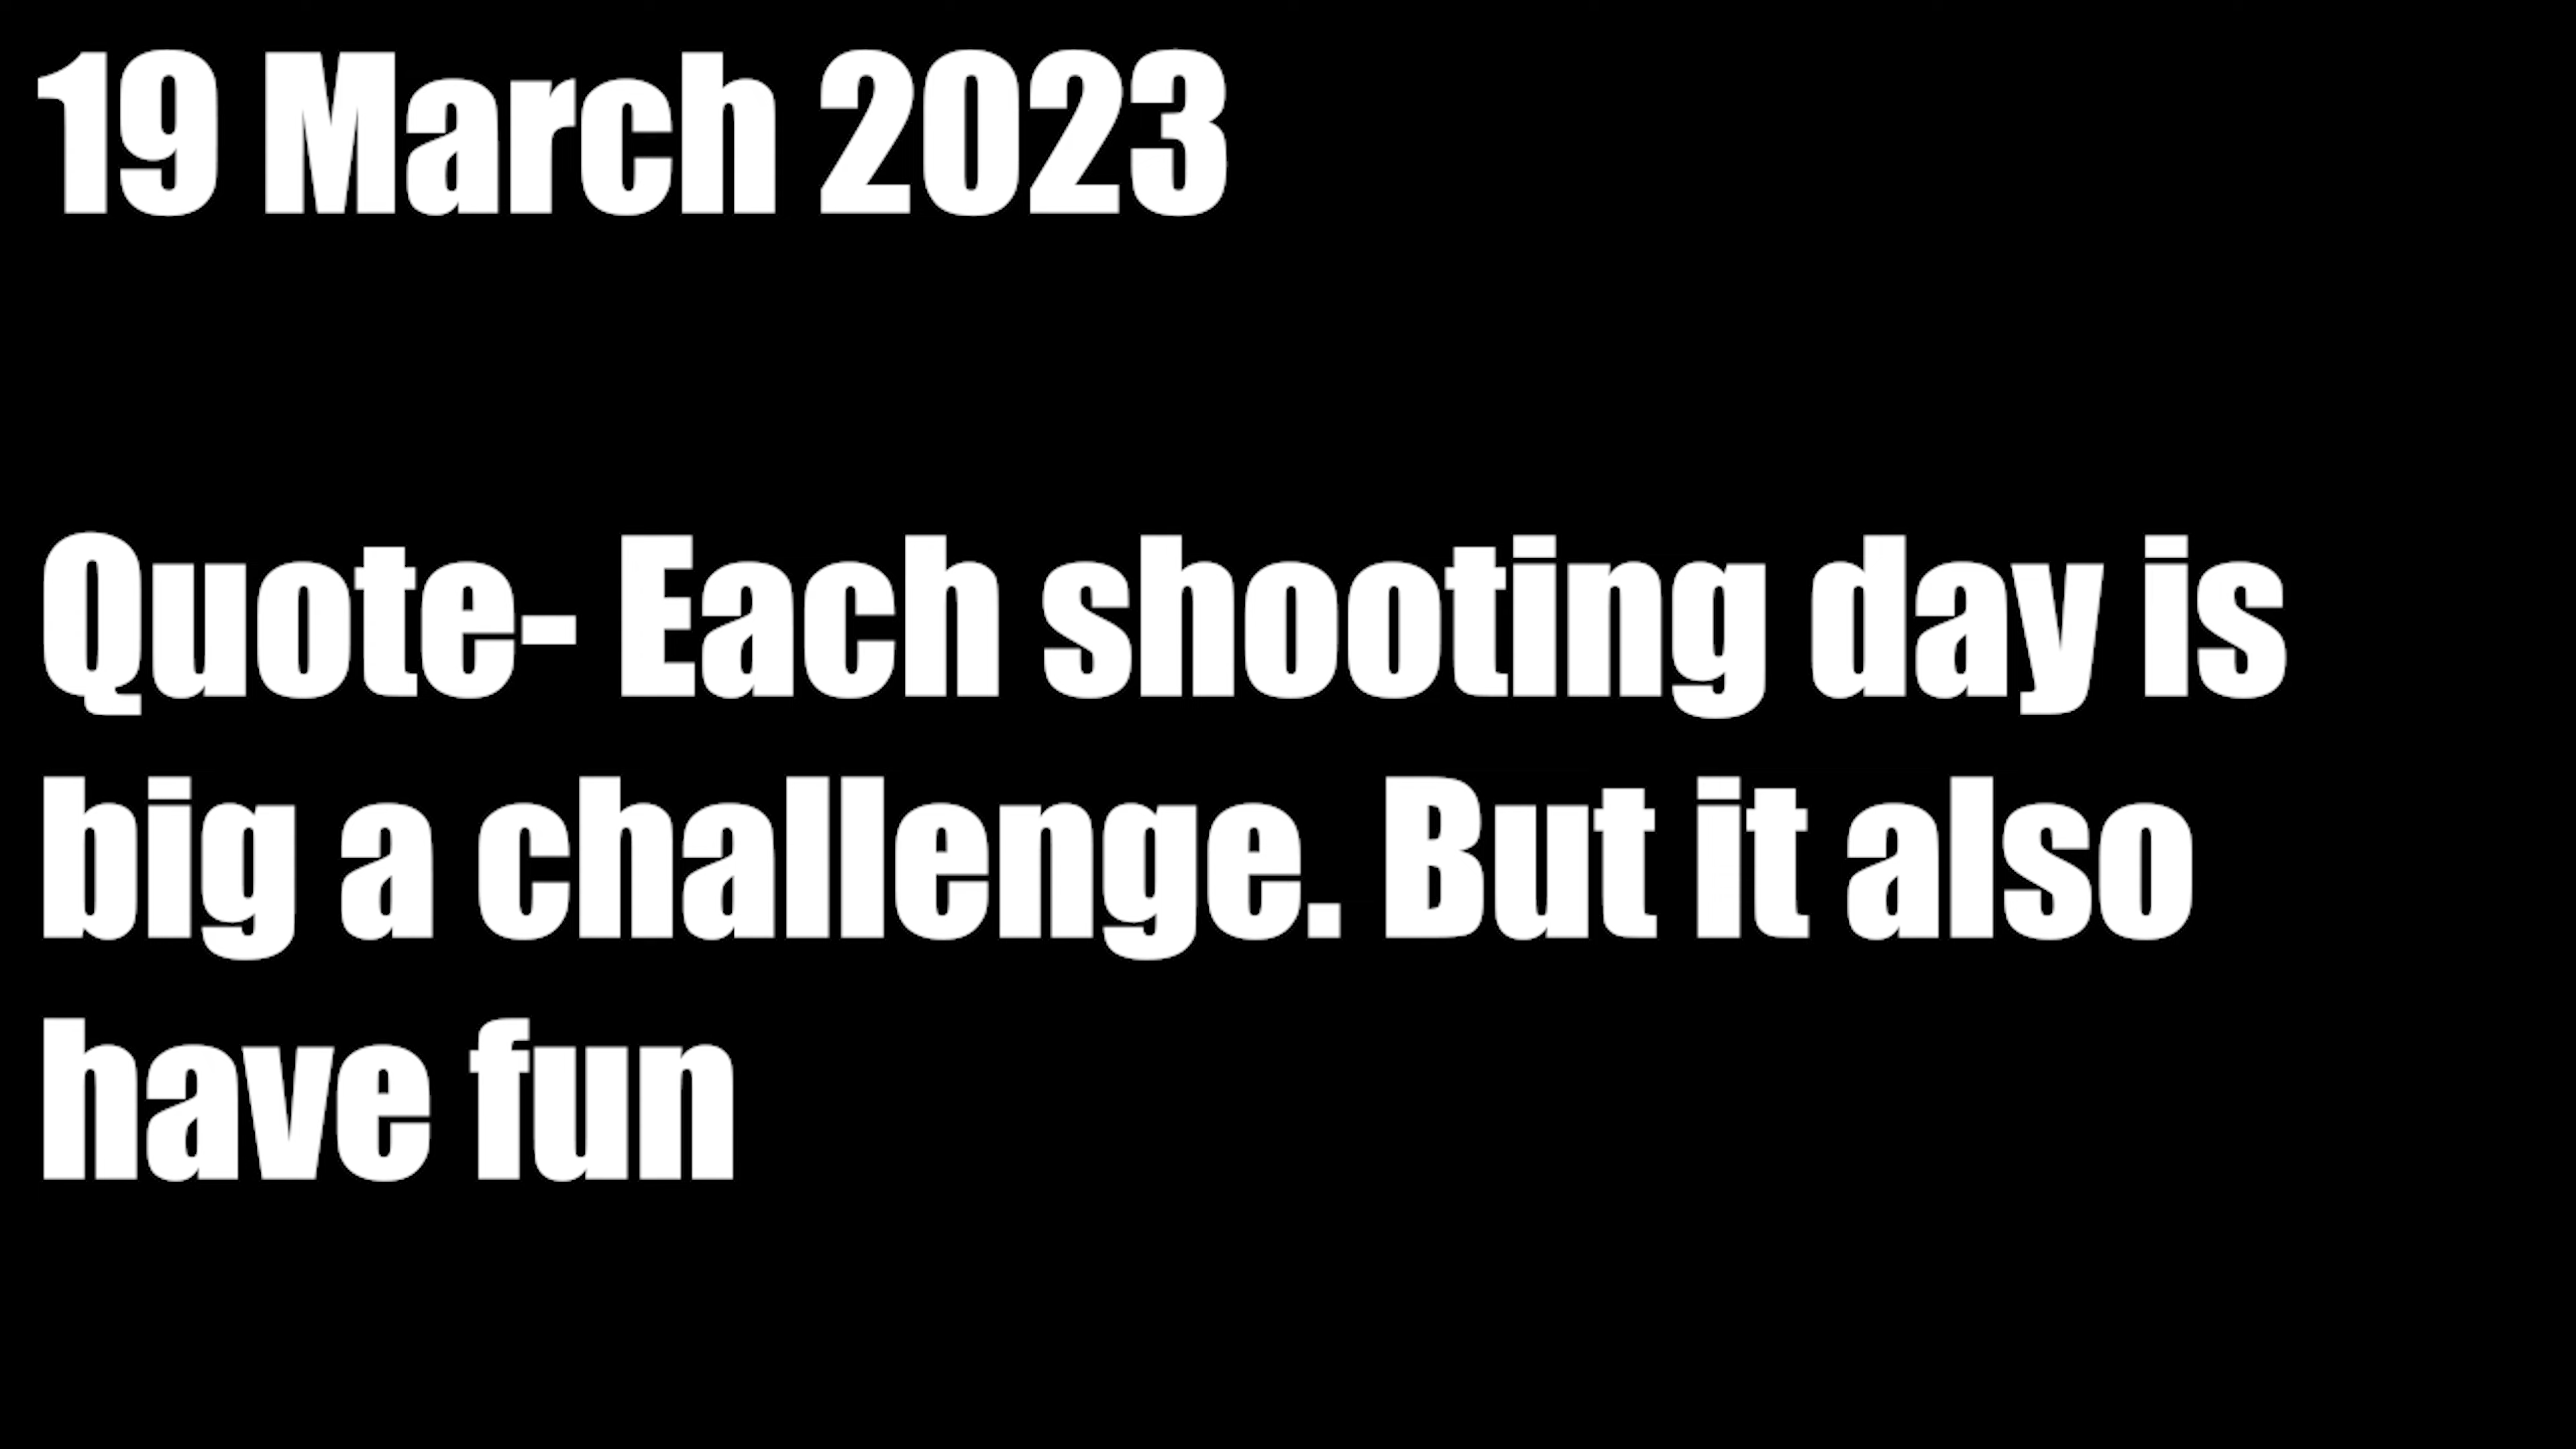 19 March 2023
Quote- Each shooting day is
big a challenge. But it also
have fun